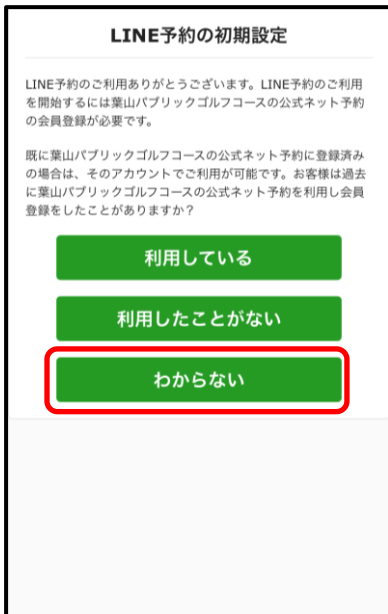 LINE予約の初期設定
LINE予約のご利用ありがとうございます。LINE予約のご利用
を開始するには葉山パブリックゴルフコースの公式ネット予約
の会員登録が必要です。
既に葉山パブリックゴルフコースの公式ネット予約に登録済み
の場合は、そのアカウントでご利用が可能です。お客様は過去
に葉山パブリックゴルフコースの公式ネット予約を利用し会員
登録をしたことがありますか？
利用している
利用したことがない
わからない